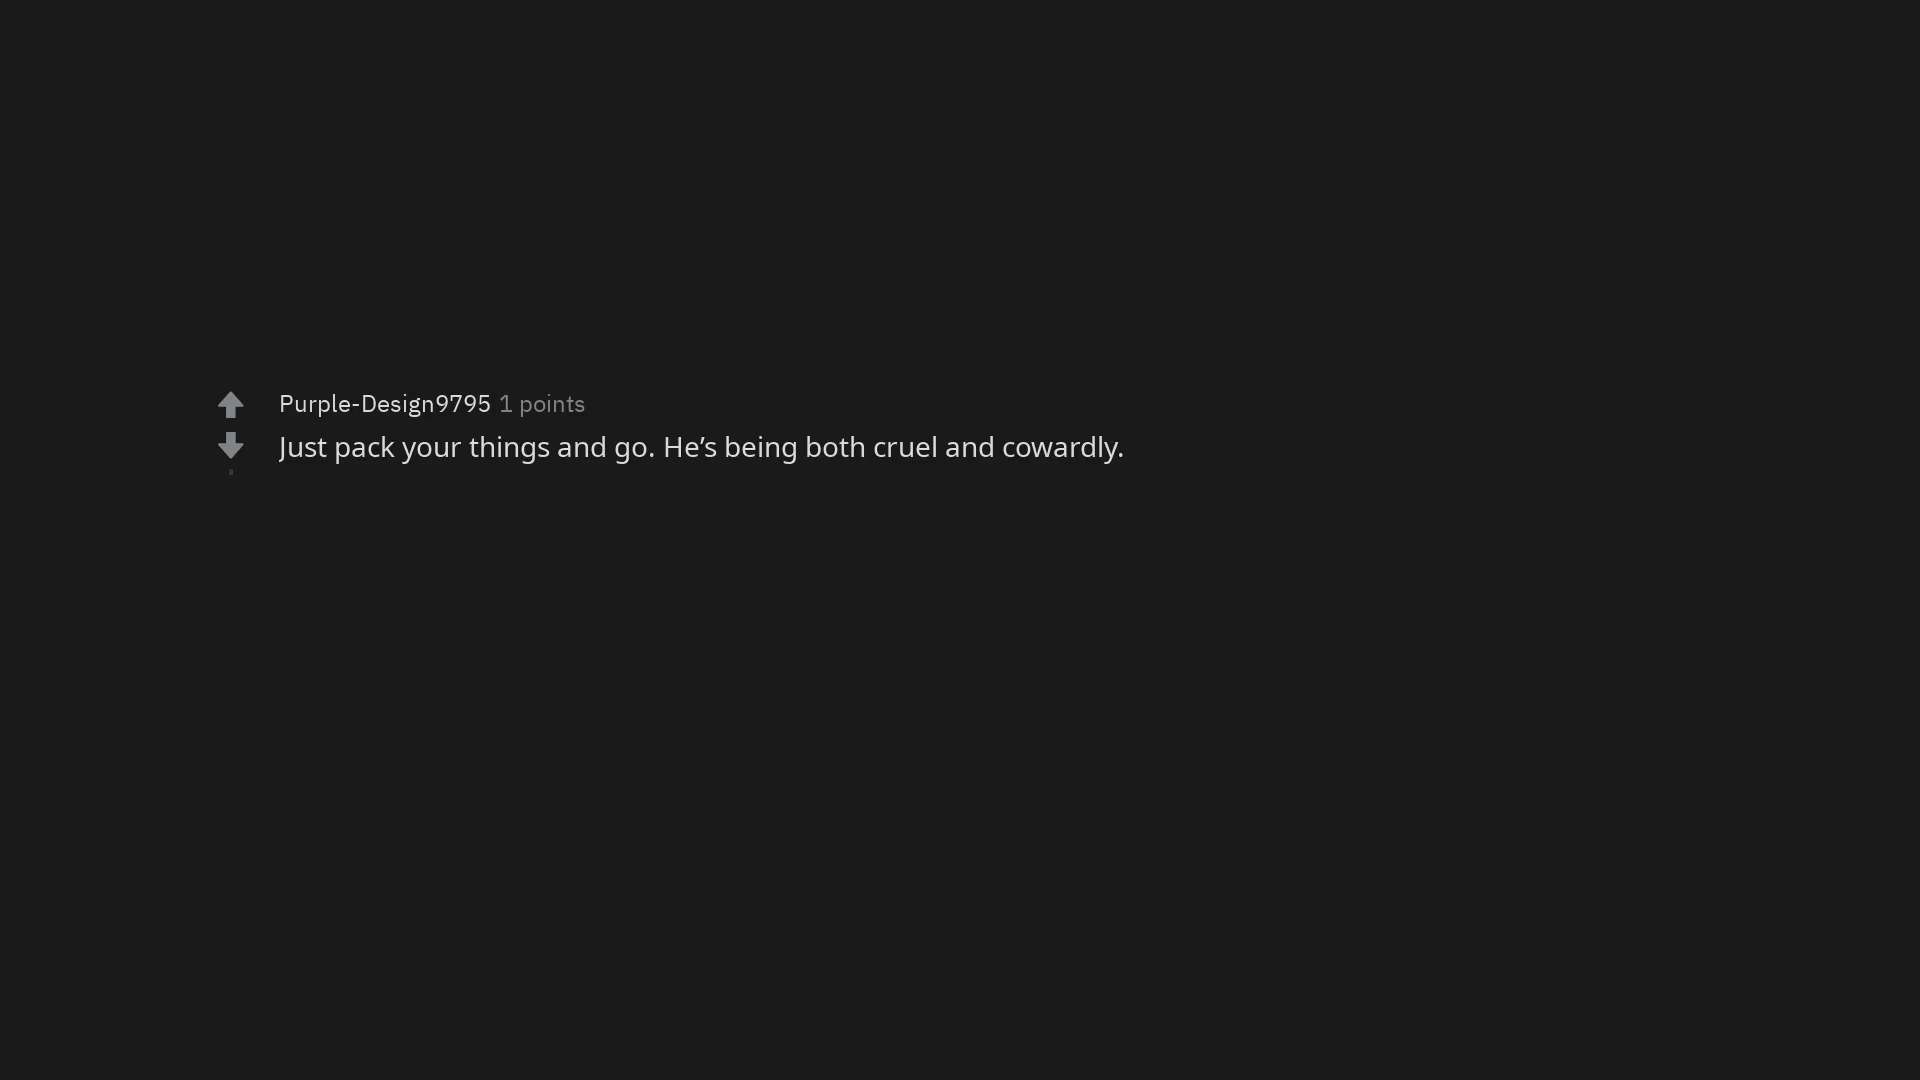 Purple-Design9795 1 points
Just pack your things and go. He’s being both cruel and cowardly.